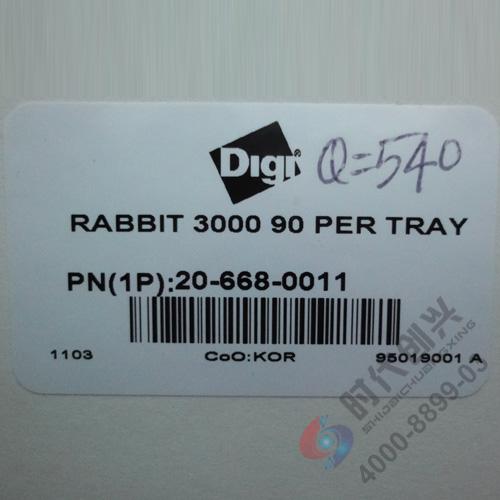 Digi® Q=540
RABBIT 3000 90 PER TRAY
PN(1P):20-668-0011
1103 CoO:KOR 95019001 A
时代创兴
SHIDAICHUANGXING
4000-8899-03